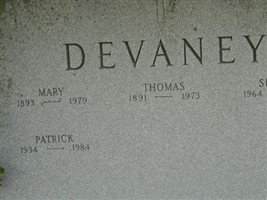 DEVANEY
MARY THOMAS
1893 1979 1891 1973 1964
PATRICK
1934 1984